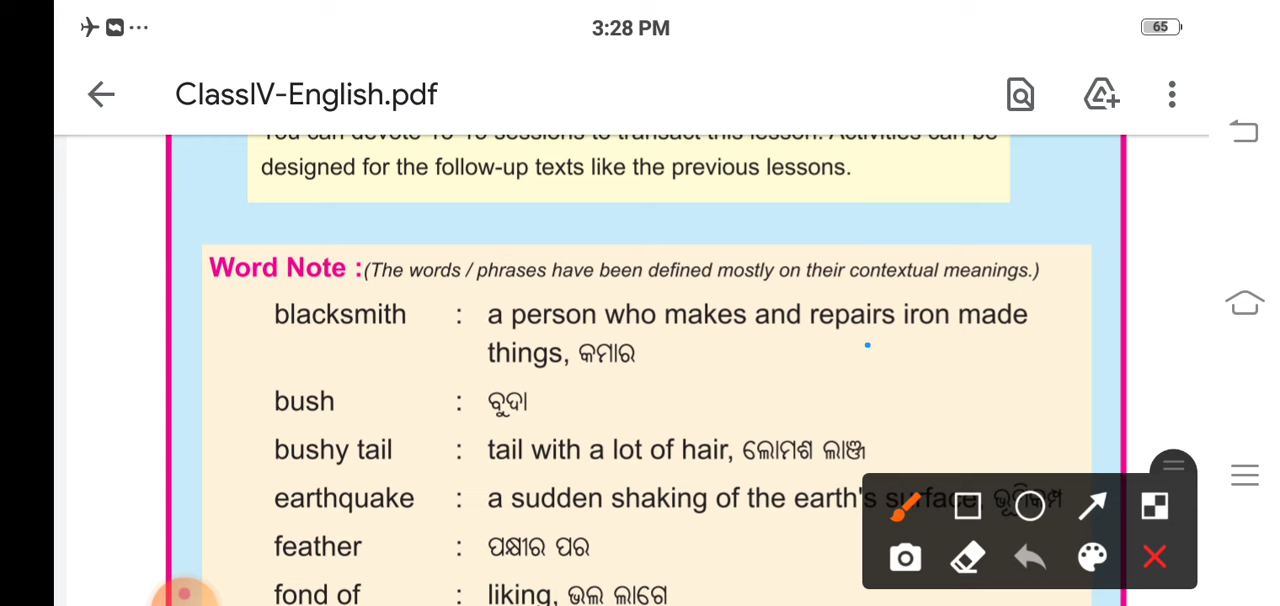 3:28 PM
65
ClassIV-English.pdf
designed for the follow-up texts like the previous lessons.
Word Note : (The words / phrases have been defined mostly on their contextual meanings.)
blacksmith : a person who makes and repairs iron made
things, କମାର
bush : ବୁଦା
bushy tail : tail with a lot of hair, ଲୋମଶ ଲାଞ୍ଜ
earthquake : a sudden shaking of the earth's surface, ଭୂମିକମ୍ପ
feather : ପକ୍ଷୀର ପର
fond of : liking, ଭଲ ଲାଗେ